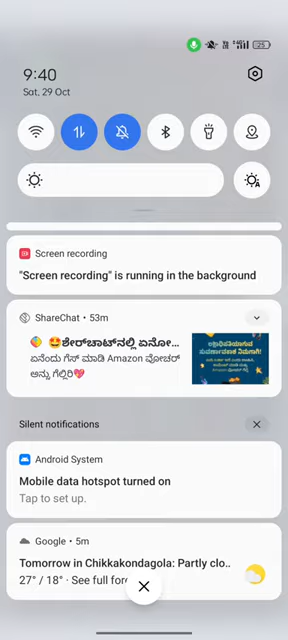 25
9:40
Sat, 29 Oct
Screen recording
"Screen recording" is running in the background
ShareChat • 53m
🤩ಶೇರ್‌ಚಾಟ್‌ನಲ್ಲಿ ಏನೋ...
ಏನೆಂದು ಗೆಸ್ ಮಾಡಿ Amazon ವೋಚರ್
ಅನ್ನು ಗೆಲ್ಲಿರಿ💖
Silent notifications
Android System
Mobile data hotspot turned on
Tap to set up.
Google • 5m
Tomorrow in Chikkakondagola: Partly clo..
27° / 18° · See full fore